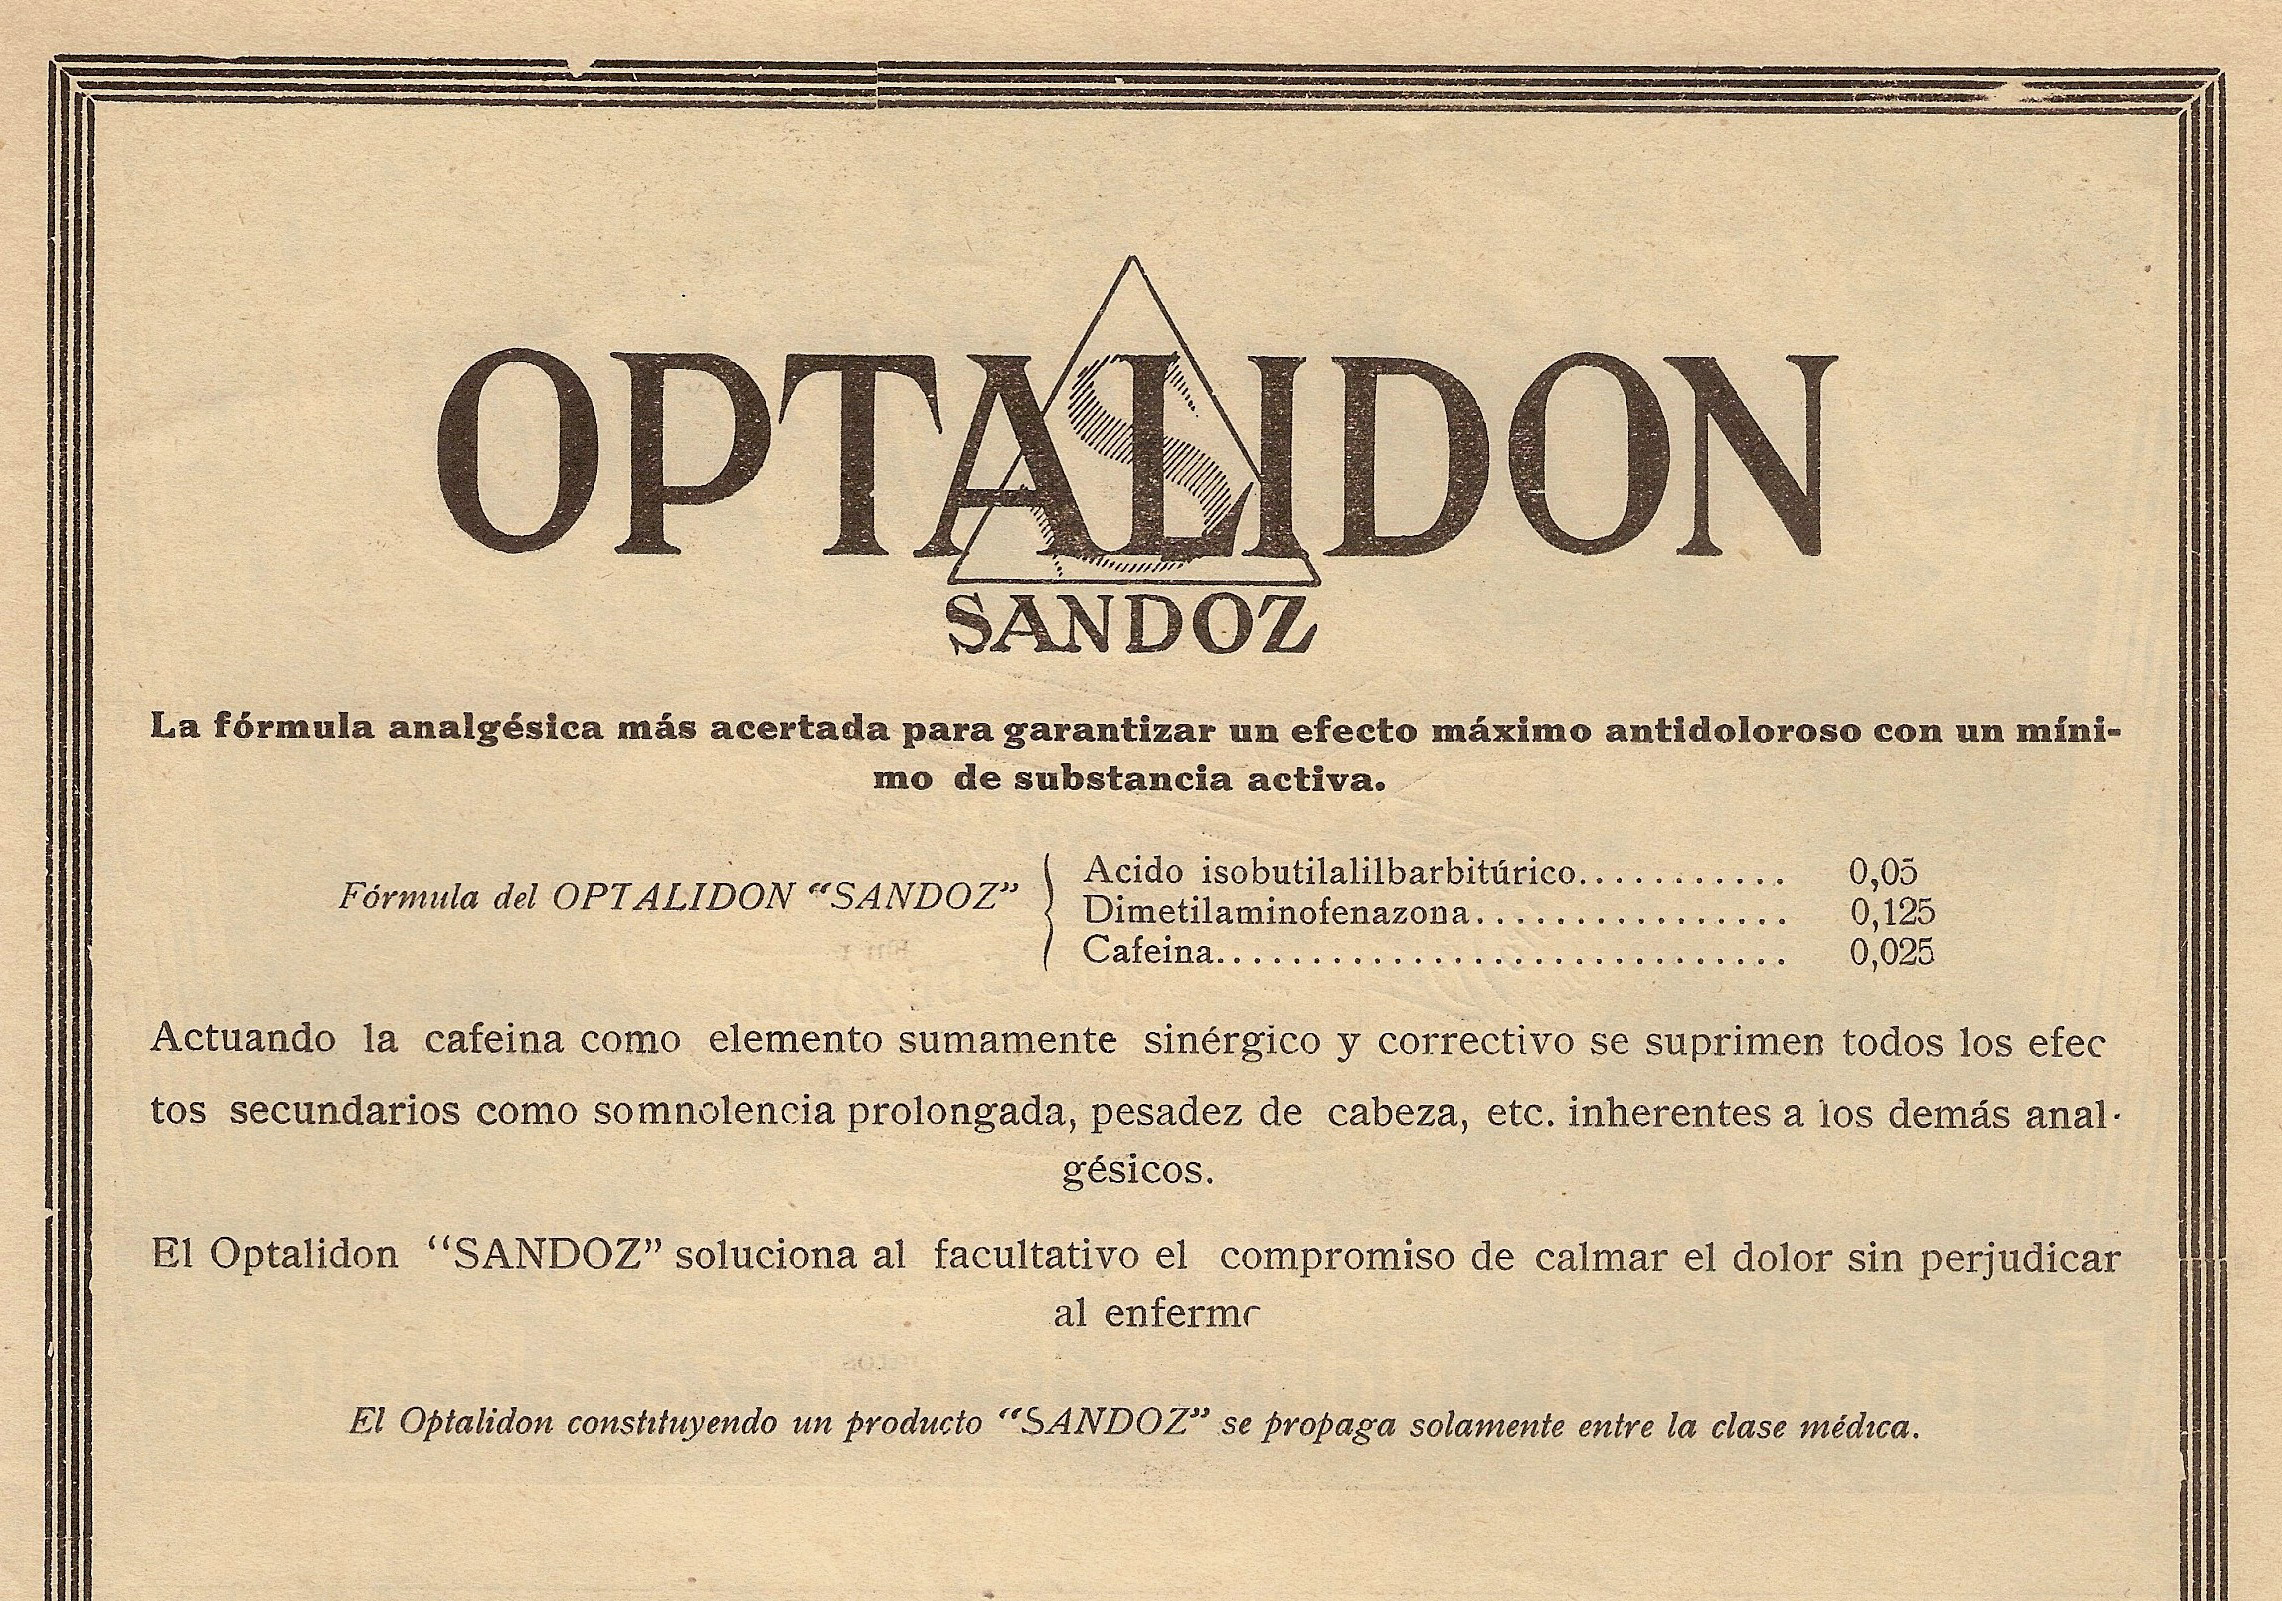 OPTALIDON
S
SANDOZ
La fórmula analgésica más acertada para garantizar un efecto máximo antidoloroso con un míni-
mo de substancia activa.
Fórmula del OPTALIDON “SANDOZ”
Acido isobutilalilbarbitúrico........... 0,05
Dimetilaminofenazona................ 0,125
Cafeina.............................. 0,025
Actuando la cafeina como elemento sumamente sinérgico y correctivo se suprimen todos los efec
tos secundarios como somnolencia prolongada, pesadez de cabeza, etc. inherentes a los demás anal-
gésicos.
El Optalidon “SANDOZ” soluciona al facultativo el compromiso de calmar el dolor sin perjudicar
al enfermo
El Optalidon constituyendo un producto “SANDOZ” se propaga solamente entre la clase médica.